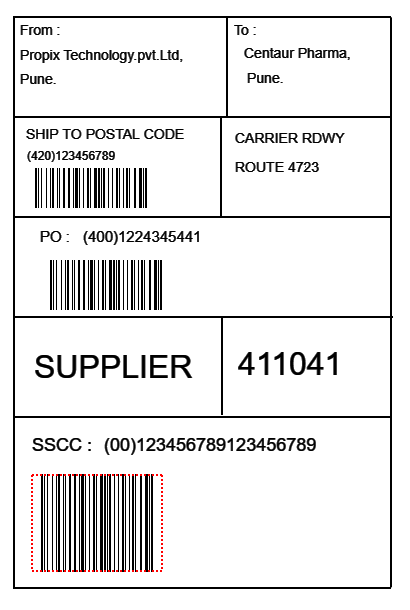 From :
Propix Technology.pvt.Ltd,
Pune.
To :
Centaur Pharma,
Pune.
SHIP TO POSTAL CODE
(420)123456789
CARRIER RDWY
ROUTE 4723
PO : (400)1224345441
SUPPLIER
411041
SSCC : (00)123456789123456789